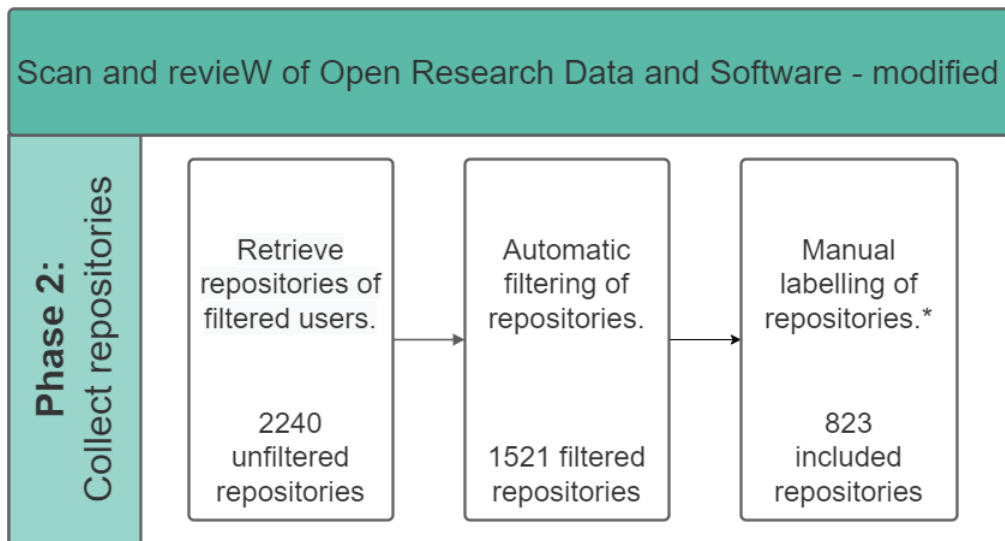 Scan and revieW of Open Research Data and Software - modified
Phase 2:
Collect repositories
Retrieve
repositories of
filtered users.
2240
unfiltered
repositories
Automatic
filtering of
repositories.
1521 filtered
repositories
Manual
labelling of
repositories.*
823
included
repositories